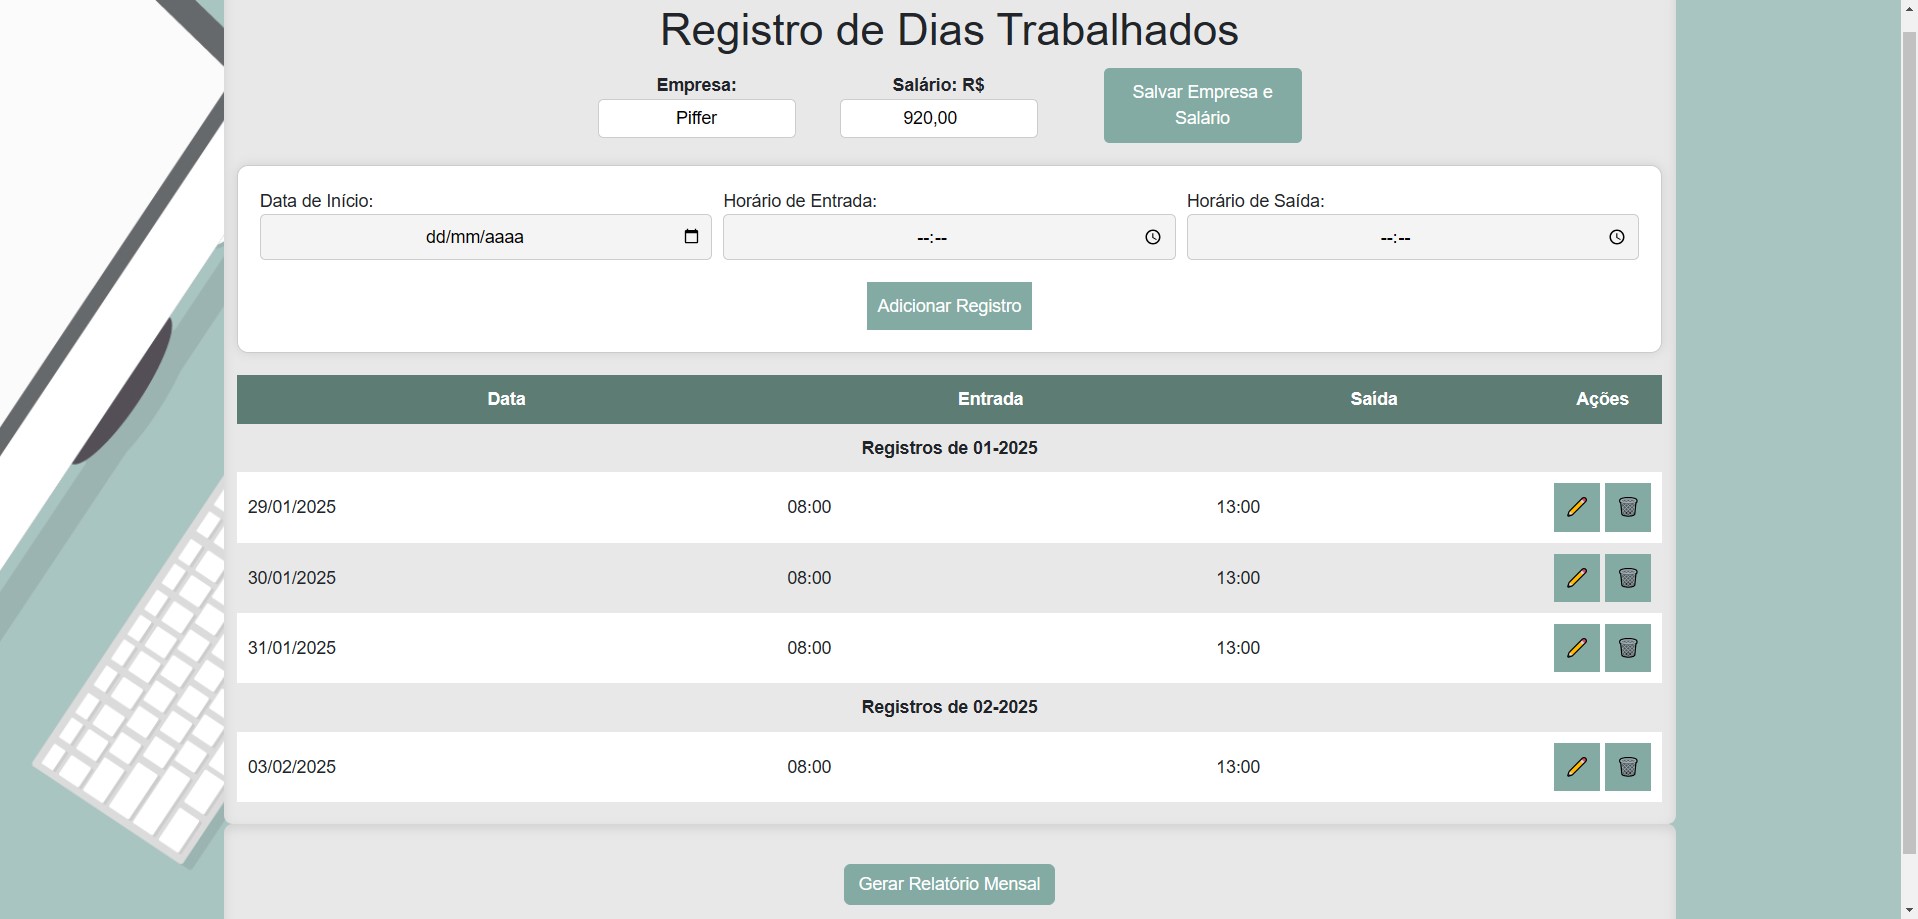 Registro de Dias Trabalhados
Empresa:
Salário: R$
Piffer
920,00
Salvar Empresa e
Salário
Data de Início:
Horário de Entrada:
Horário de Saída:
dd/mm/aaaa
--:--
--:--
Adicionar Registro
Data Entrada Saída Ações
Registros de 01-2025
29/01/2025 08:00 13:00
30/01/2025 08:00 13:00
31/01/2025 08:00 13:00
Registros de 02-2025
03/02/2025 08:00 13:00
Gerar Relatório Mensal